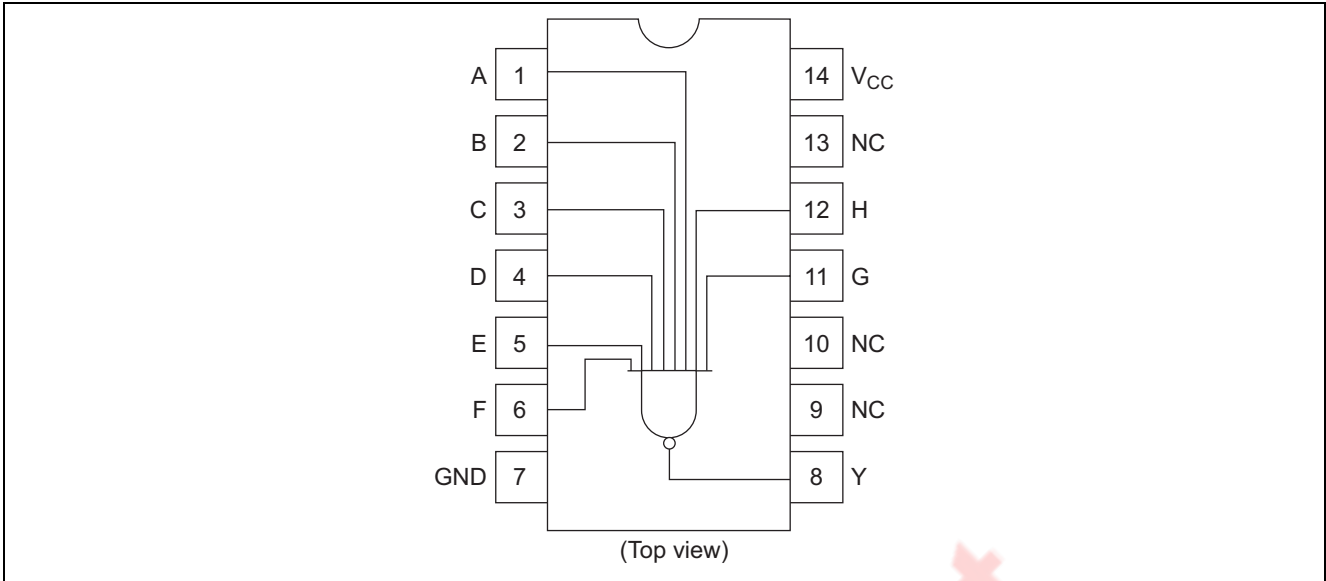 A 1 14 VCC
B 2 13 NC
C 3 12 H
D 4 11 G
E 5 10 NC
F 6 9 NC
GND 7 8 Y
(Top view)